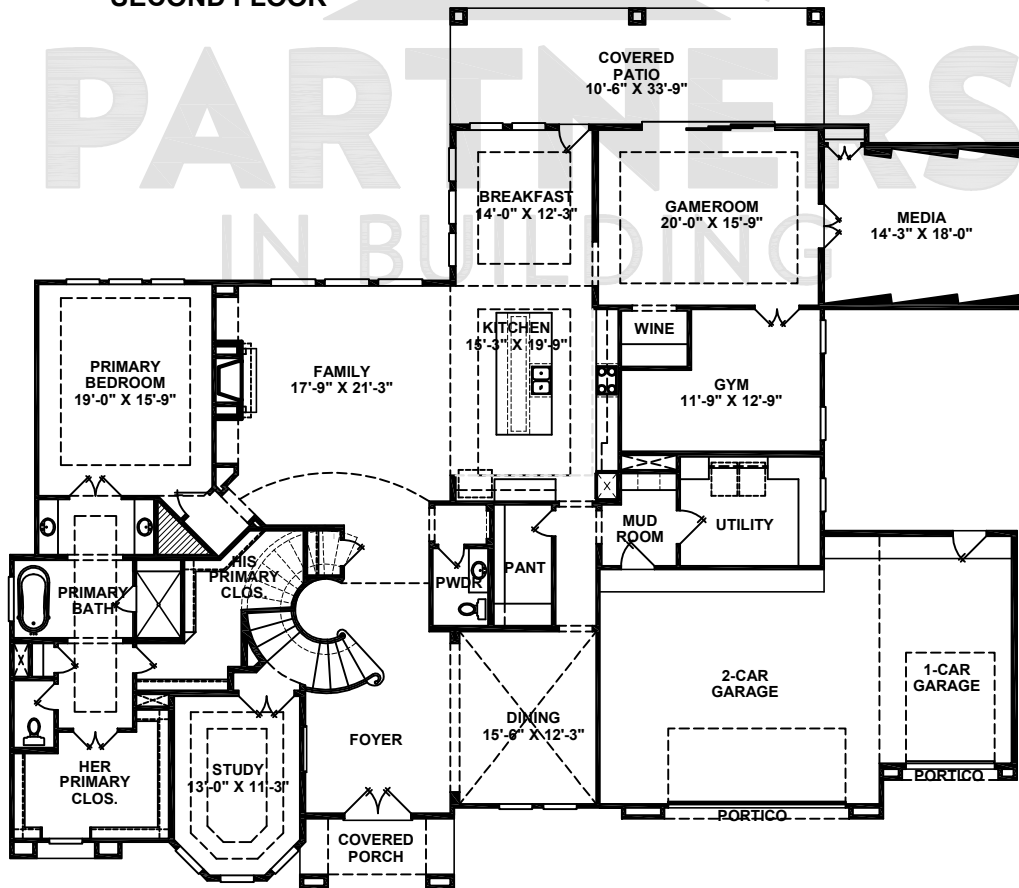 SECOND FLOOR
PARTNERS
IN BUILDING
COVERED
PATIO
10'-6" X 33'-9"
BREAKFAST
14'-0" X 12'-3"
GAMEROOM
20'-0" X 15'-9"
MEDIA
14'-3" X 18'-0"
PRIMARY
BEDROOM
19'-0" X 15'-9"
FAMILY
17'-9" X 21'-3"
KITCHEN
15'-3" X 19'-9"
WINE
GYM
11'-9" X 12'-9"
MUD
ROOM
UTILITY
HIS
PRIMARY
CLOS.
PWDR
PANT
PRIMARY
BATH
2-CAR
GARAGE
1-CAR
GARAGE
DINING
15'-6" X 12'-3"
FOYER
STUDY
13'-0" X 11'-3"
HER
PRIMARY
CLOS.
PORTICO
PORTICO
COVERED
PORCH